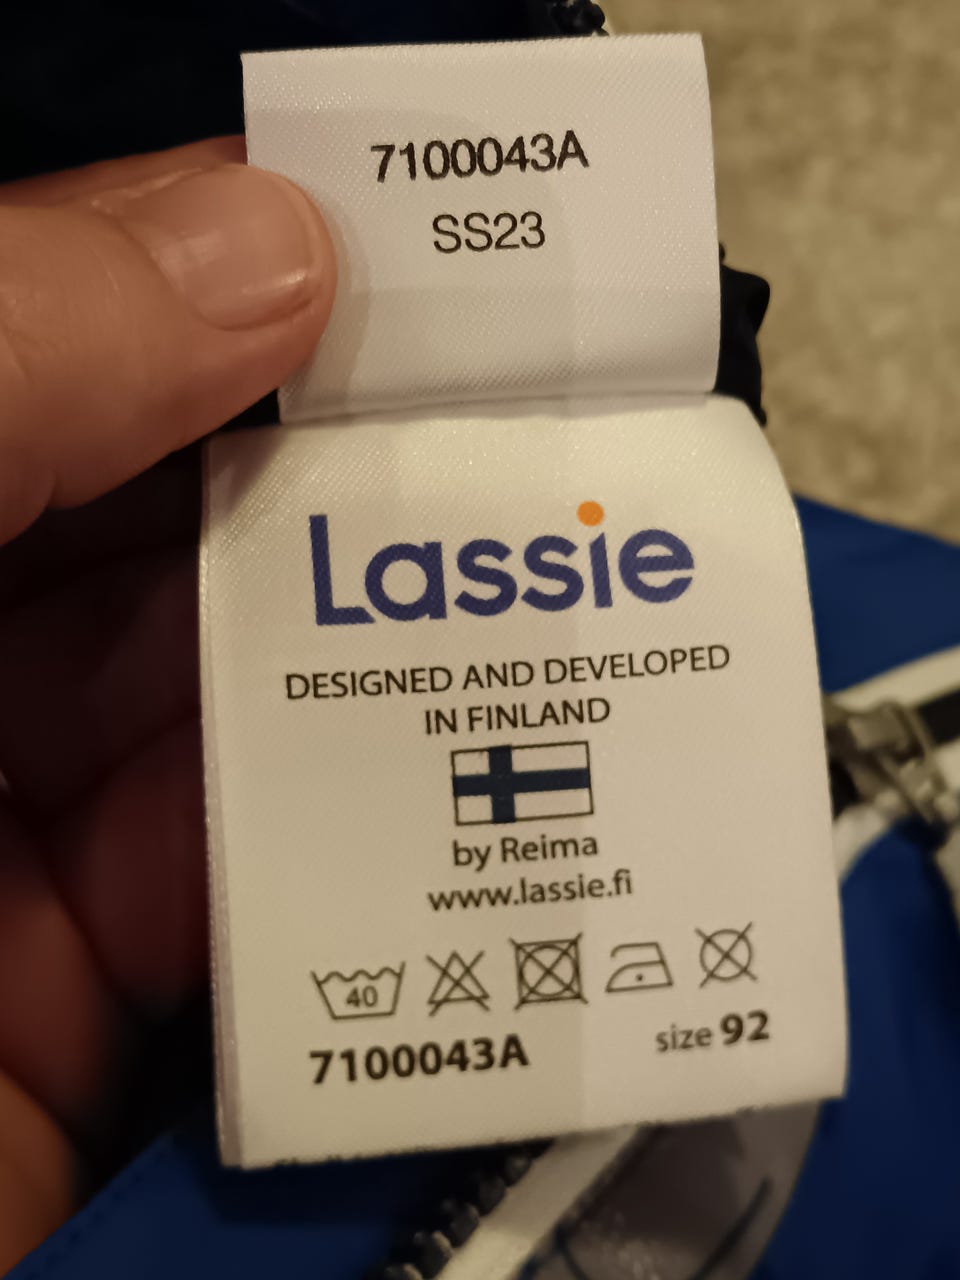 7100043A
SS23
Lassie
DESIGNED AND DEVELOPED
IN FINLAND
by Reima
www.lassie.fi
40
7100043A size 92